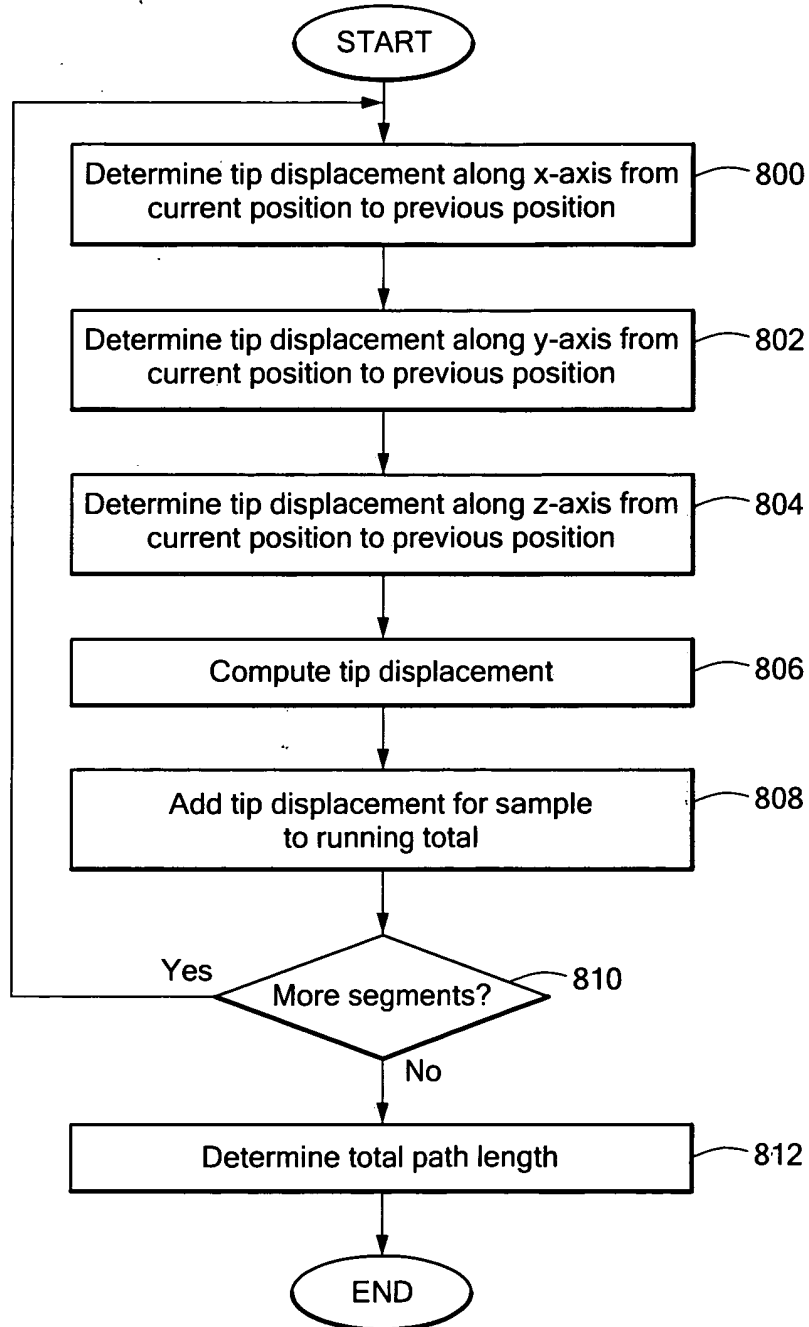 START
Determine tip displacement along x-axis from
current position to previous position
800
Determine tip displacement along y-axis from
current position to previous position
802
Determine tip displacement along z-axis from
current position to previous position
804
Compute tip displacement
806
Add tip displacement for sample
to running total
808
Yes
More segments?
810
No
Determine total path length
812
END